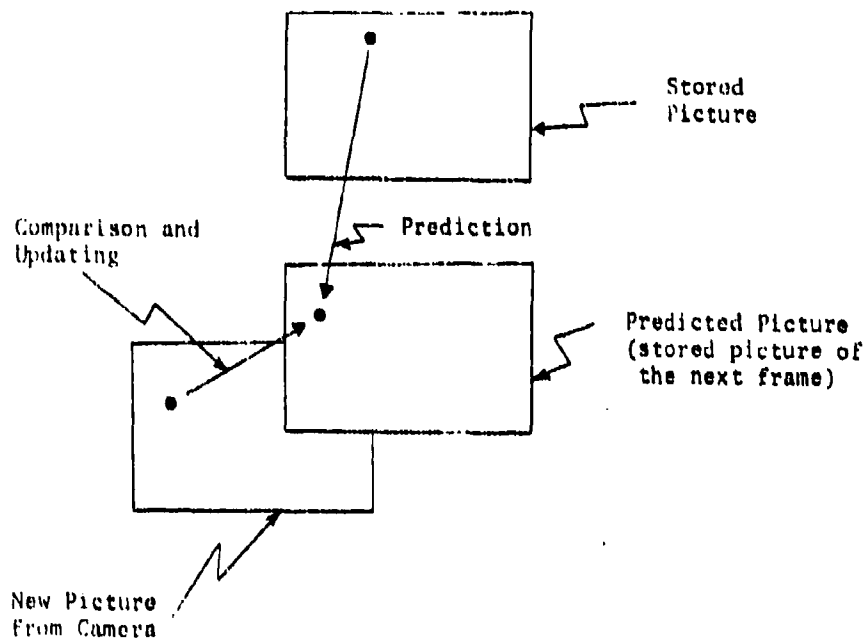 Stored
Picture
Comparison and
Updating
Prediction
Predicted Picture
(stored picture of
the next frame)
New Picture
from Camera